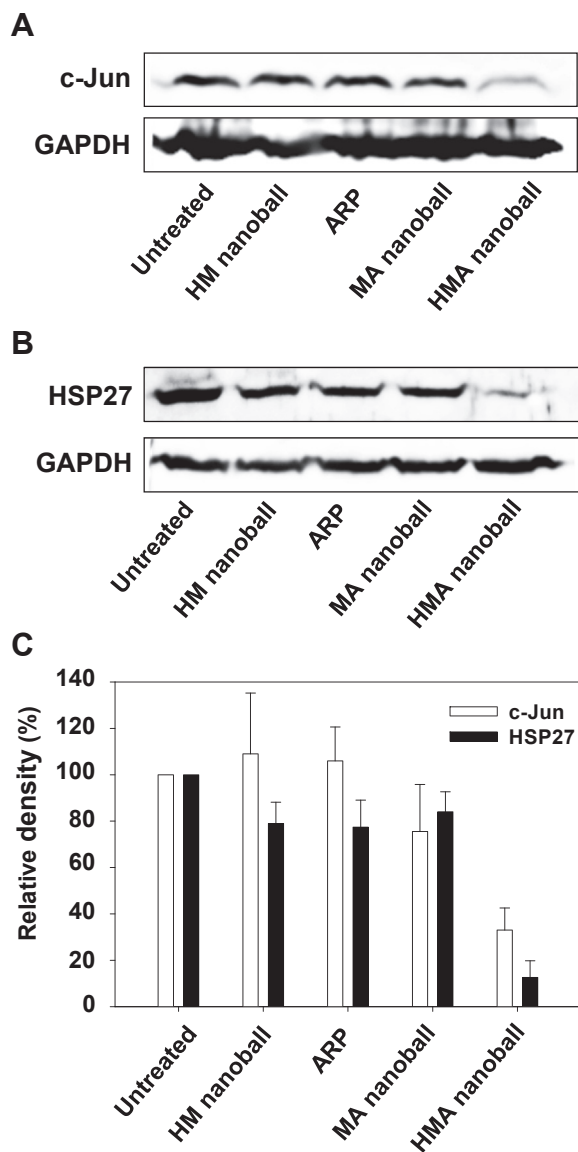 A
c-Jun
GAPDH
Untreated
HM nanoball
ARP
MA nanoball
HMA nanoball
B
HSP27
GAPDH
Untreated
HM nanoball
ARP
MA nanoball
HMA nanoball
C
Relative density (%)
140
120
100
80
60
40
20
0
c-Jun
HSP27
Untreated
HM nanoball
ARP
MA nanoball
HMA nanoball